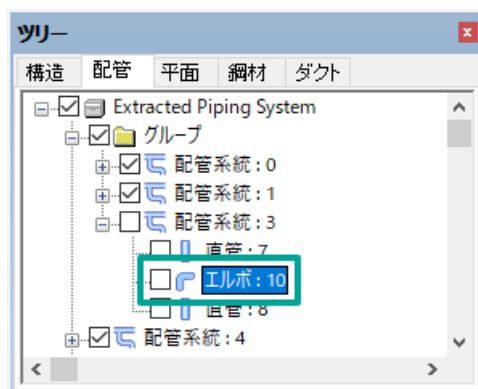 ツリー
構造 配管 平面 鋼材 ダクト
Extracted Piping System
グループ
配管系統 : 0
配管系統 : 1
配管系統 : 3
直管 : 7
エルボ : 10
直管 : 8
配管系統 : 4